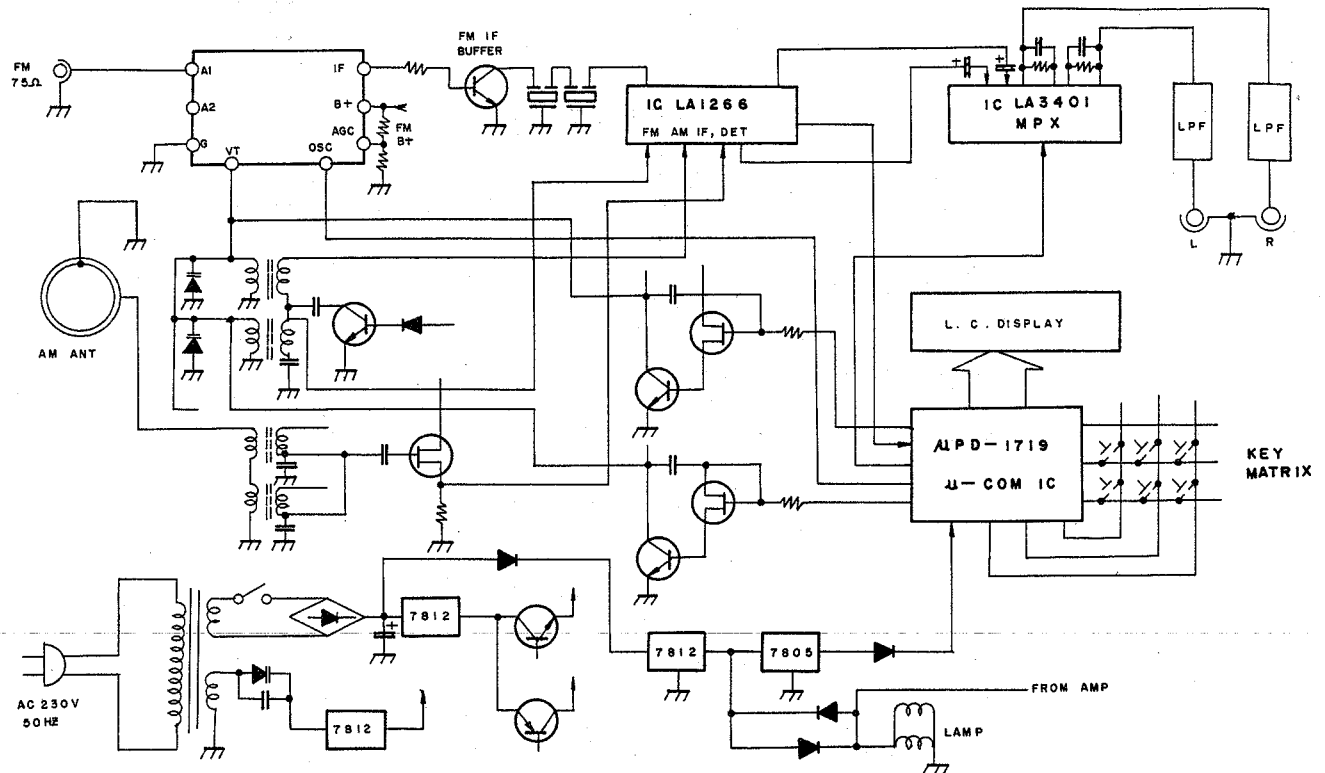 FM IF
BUFFER
FM
75Ω
A1
IF
A2
B+
AGC
FM
B+
G
VT
OSC
IC LA1266
FM AM IF, DET
IC LA3401
MPX
LPF
LPF
L
R
AM ANT
L. C. DISPLAY
μPD-1719
μ-COM IC
KEY
MATRIX
7812
7812
7805
7812
AC 230V
50HZ
FROM AMP
LAMP
+
+
+